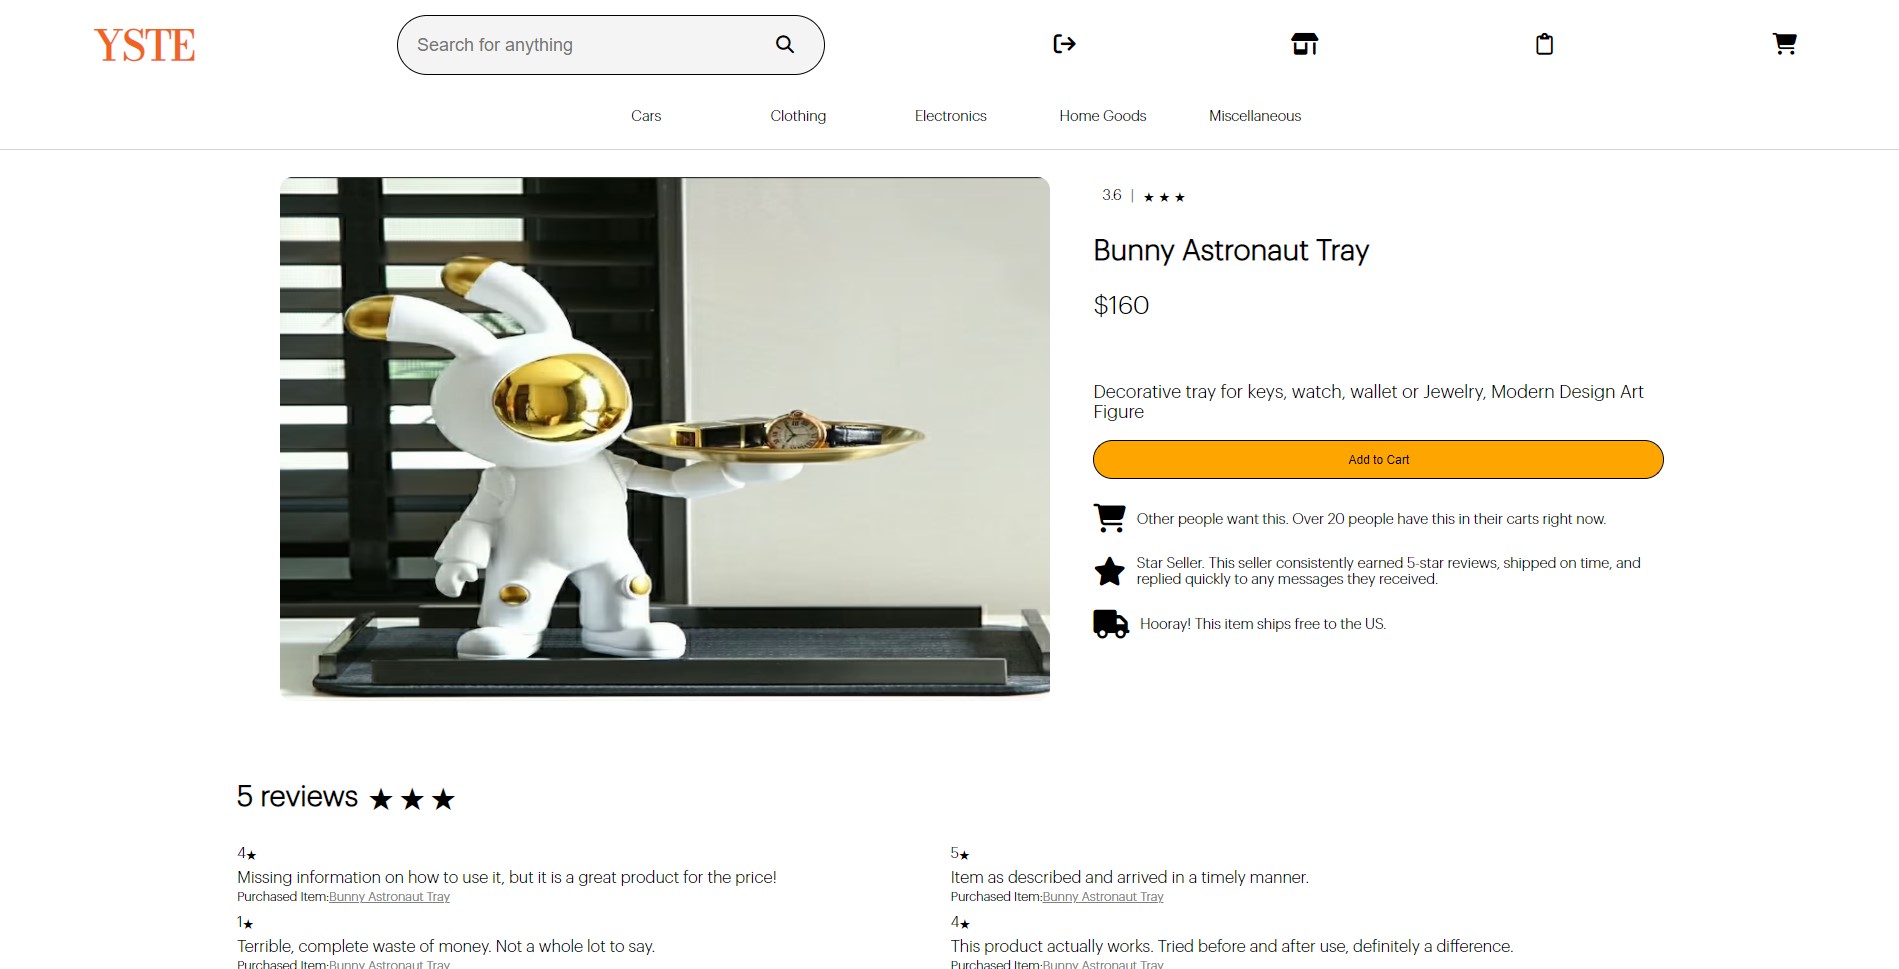 YSTE
Search for anything
Cars
Clothing
Electronics
Home Goods
Miscellaneous
3.6 | ★ ★ ★
Bunny Astronaut Tray
$160
Decorative tray for keys, watch, wallet or Jewelry, Modern Design Art
Figure
Add to Cart
Other people want this. Over 20 people have this in their carts right now.
Star Seller. This seller consistently earned 5-star reviews, shipped on time, and
replied quickly to any messages they received.
Hooray! This item ships free to the US.
5 reviews ★ ★ ★
4★
Missing information on how to use it, but it is a great product for the price!
Purchased Item:Bunny Astronaut Tray
5★
Item as described and arrived in a timely manner.
Purchased Item:Bunny Astronaut Tray
1★
Terrible, complete waste of money. Not a whole lot to say.
Purchased Item:Bunny Astronaut Tray
4★
This product actually works. Tried before and after use, definitely a difference.
Purchased Item:Bunny Astronaut Tray